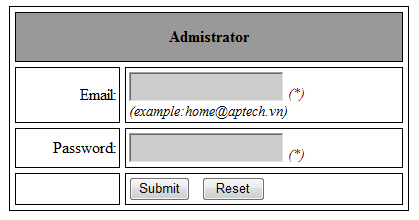 Admistrator
Email: (*)
(example:home@aptech.vn)
Password: (*)
Submit Reset